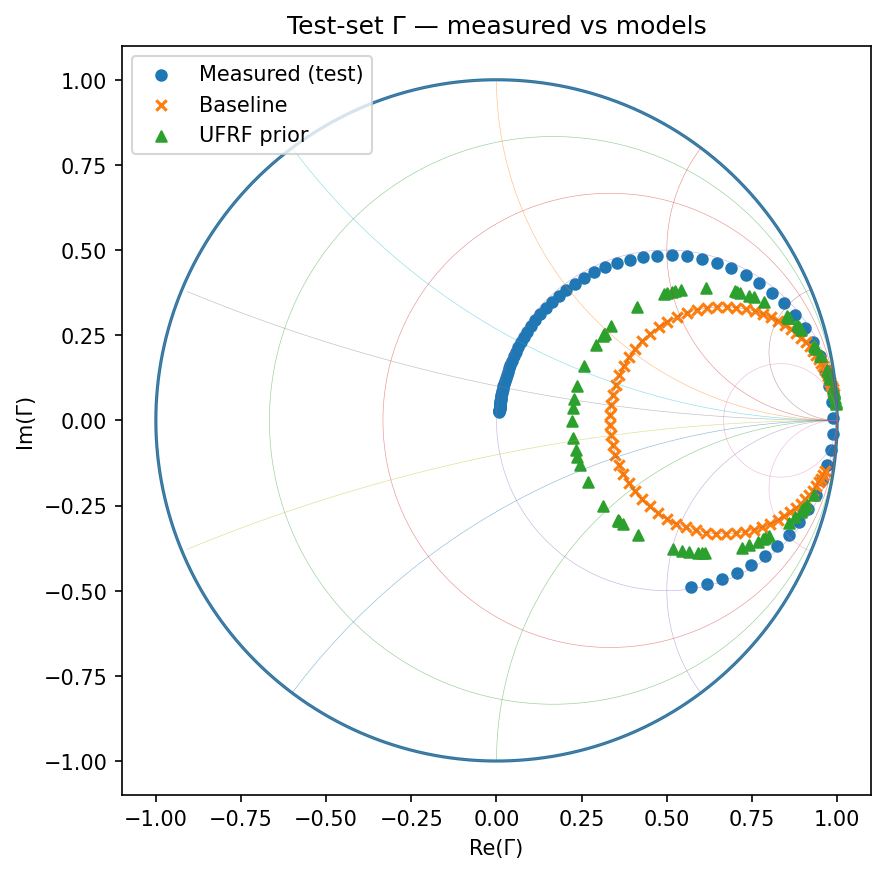 Test-set Γ — measured vs models
Measured (test)
Baseline
UFRF prior
1.00
0.75
0.50
0.25
0.00
−0.25
−0.50
−0.75
−1.00
Im(Γ)
−1.00 −0.75 −0.50 −0.25 0.00 0.25 0.50 0.75 1.00
Re(Γ)